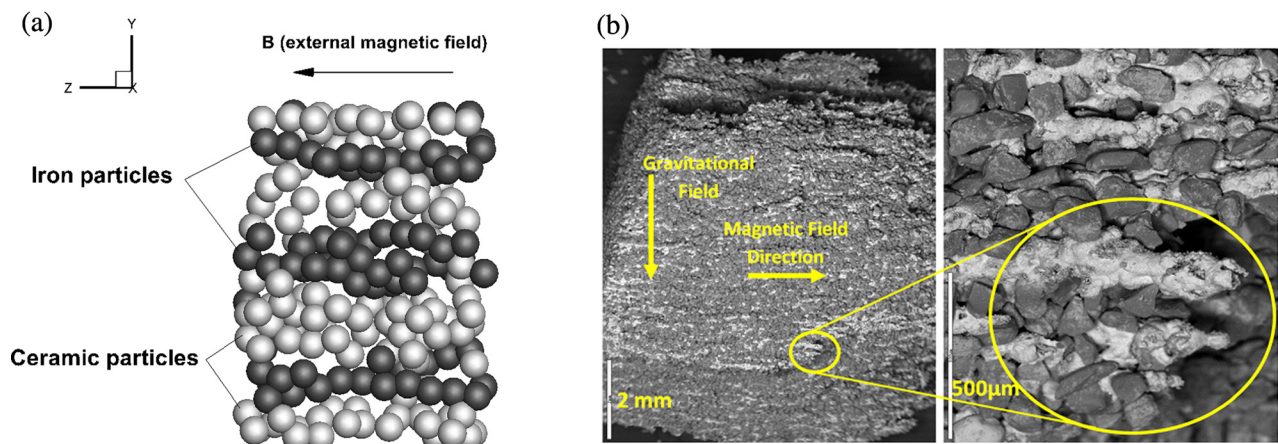 (a)
Y
Z
X
B (external magnetic field)
Iron particles
Ceramic particles
(b)
Gravitational
Field
Magnetic Field
Direction
2 mm
500μm